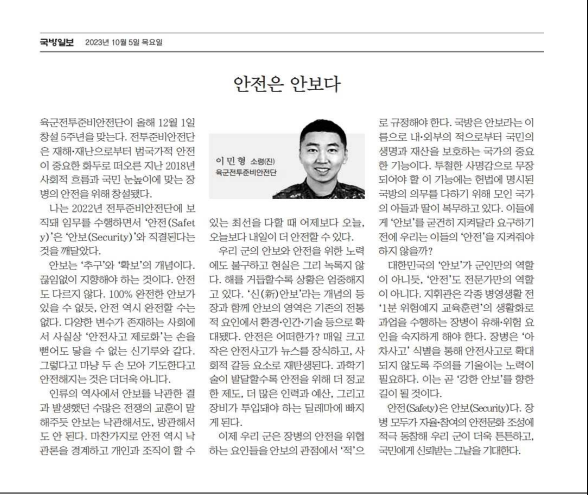 국방일보 2023년 10월 5일 목요일
안전은 안보다
육군전투준비안전단이 올해 12월 1일
창설 5주년을 맞는다. 전투준비안전단
은 재해·재난으로부터 범국가적 안전
이 중요한 화두로 떠오른 지난 2018년
사회적 흐름과 국민 눈높이에 맞는 장
병의 안전을 위해 창설됐다.
나는 2022년 전투준비안전단에 보
직돼 임무를 수행하면서 ‘안전(Safet
y)’은 ‘안보(Security)’와 직결된다는
것을 깨달았다.
안보는 ‘추구’와 ‘확보’의 개념이다.
끊임없이 지향해야 하는 것이다. 안전
도 다르지 않다. 100% 완전한 안보가
있을 수 없듯, 안전 역시 완전할 수는
없다. 다양한 변수가 존재하는 사회에
서 사실상 ‘안전사고 제로화’는 손을
뻗어도 닿을 수 없는 신기루와 같다.
그렇다고 마냥 두 손 모아 기도한다고
안전해지는 것은 더더욱 아니다.
인류의 역사에서 안보를 낙관한 결
과 발생했던 수많은 전쟁의 교훈이 말
해주듯 안보는 낙관해서도, 방관해서
도 안 된다. 마찬가지로 안전 역시 낙
관론을 경계하고 개인과 조직이 할 수
이민형 소령(진)
육군전투준비안전단
있는 최선을 다할 때 어제보다 오늘,
오늘보다 내일이 더 안전할 수 있다.
우리 군의 안보와 안전을 위한 노력
에도 불구하고 현실은 그리 녹록지 않
다. 해를 거듭할수록 상황은 엄중해지
고 있다. ‘신(新)안보’라는 개념의 등
장과 함께 안보의 영역은 기존의 전통
적 요인에서 환경·인간·기술 등으로 확
대됐다. 안전은 어떠한가? 매일 크고
작은 안전사고가 뉴스를 장식하고, 사
회적 갈등 요소로 재탄생된다. 과학기
술이 발달할수록 안전을 위해 더 정교
한 제도, 더 많은 인력과 예산, 그리고
장비가 투입돼야 하는 딜레마에 빠지
게 된다.
이제 우리 군은 장병의 안전을 위협
하는 요인들을 안보의 관점에서 ‘적’으
로 규정해야 한다. 국방은 안보라는 이
름으로 내·외부의 적으로부터 국민의
생명과 재산을 보호하는 국가의 중요
한 기능이다. 투철한 사명감으로 무장
되어야 할 이 기능에는 헌법에 명시된
국방의 의무를 다하기 위해 모인 국가
의 아들과 딸이 복무하고 있다. 이들에
게 ‘안보’를 굳건히 지켜달라 요구하기
전에 우리는 이들의 ‘안전’을 지켜줘야
하지 않을까?
대한민국의 ‘안보’가 군인만의 역할
이 아니듯, ‘안전’도 전문가만의 역할
이 아니다. 지휘관은 각종 병영생활 전
‘1분 위험예지 교육훈련’의 생활화로
과업을 수행하는 장병이 유해·위험 요
인을 숙지하게 해야 한다. 장병은 ‘아
차사고’ 식별을 통해 안전사고로 확대
되지 않도록 주의를 기울이는 노력이
필요하다. 이는 곧 ‘강한 안보’를 향한
길이 될 것이다.
안전(Safety)은 안보(Security)다. 장
병 모두가 자율·참여의 안전문화 조성에
적극 동참해 우리 군이 더욱 튼튼하고,
국민에게 신뢰받는 그날을 기대한다.